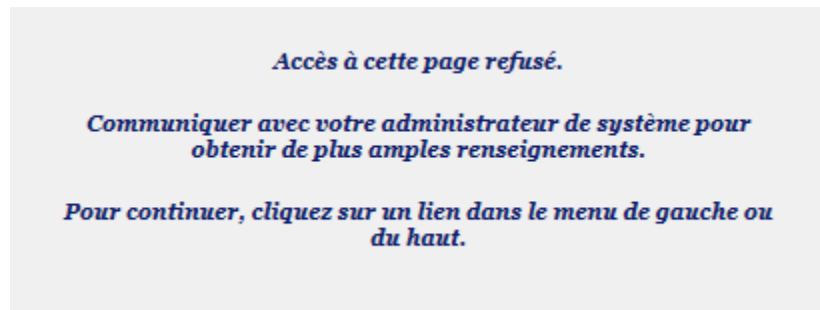 Accès à cette page refusé.
Communiquer avec votre administrateur de système pour
obtenir de plus amples renseignements.
Pour continuer, cliquez sur un lien dans le menu de gauche ou
du haut.